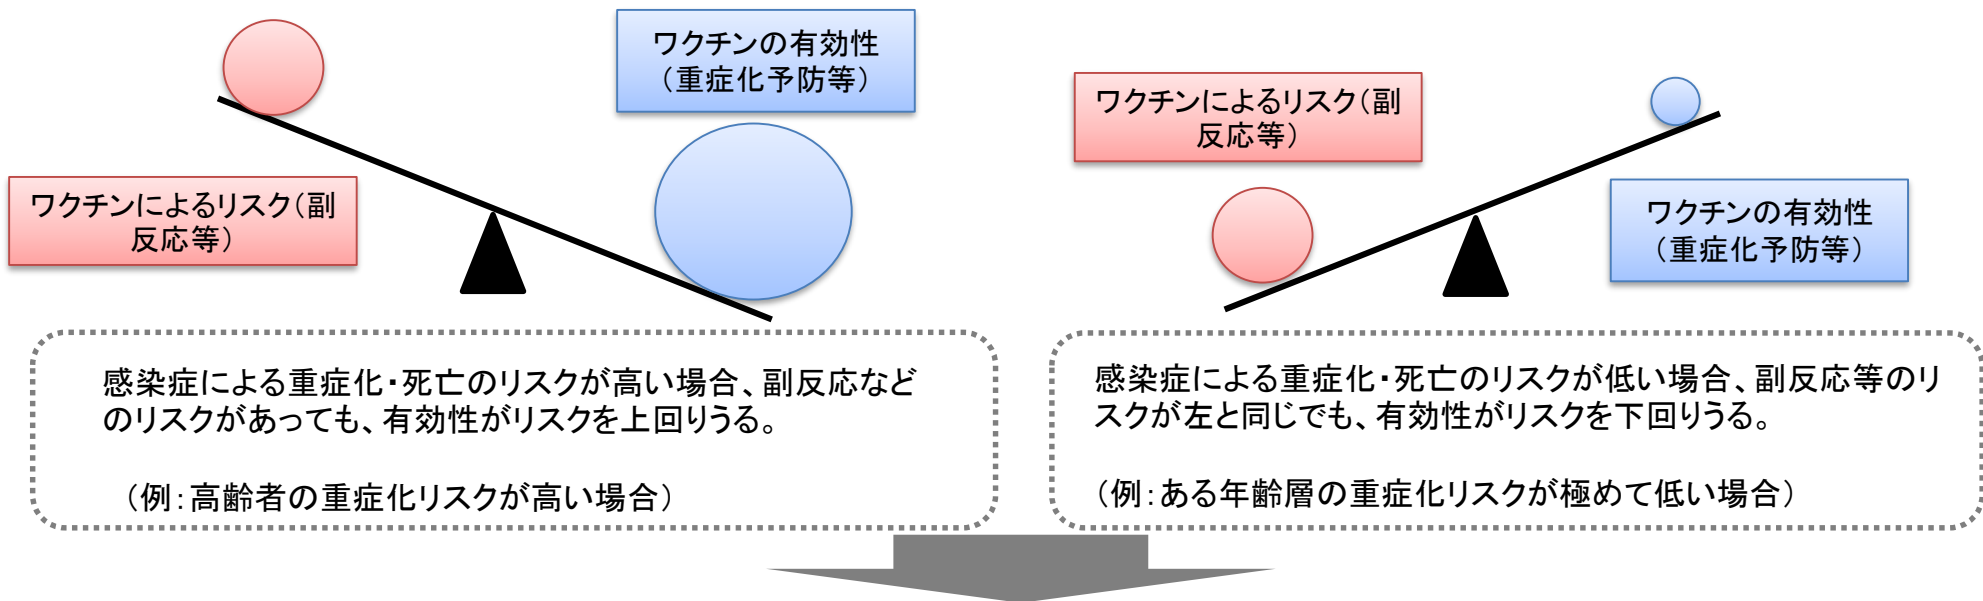 ワクチンの有効性
（重症化予防等）
ワクチンによるリスク（副
反応等）
感染症による重症化・死亡のリスクが高い場合、副反応など
のリスクがあっても、有効性がリスクを上回りうる。
（例：高齢者の重症化リスクが高い場合）
ワクチンによるリスク（副
反応等）
ワクチンの有効性
（重症化予防等）
感染症による重症化・死亡のリスクが低い場合、副反応等のリ
スクが左と同じでも、有効性がリスクを下回りうる。
（例：ある年齢層の重症化リスクが極めて低い場合）